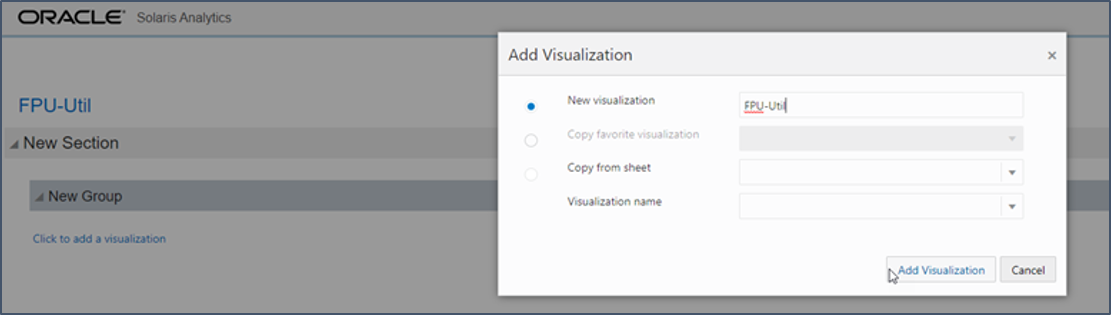 ORACLE Solaris Analytics
Add Visualization
FPU-Util
New visualization FPU-Util
Copy favorite visualization
New Section
Copy from sheet
New Group
Visualization name
Click to add a visualization
Add Visualization Cancel